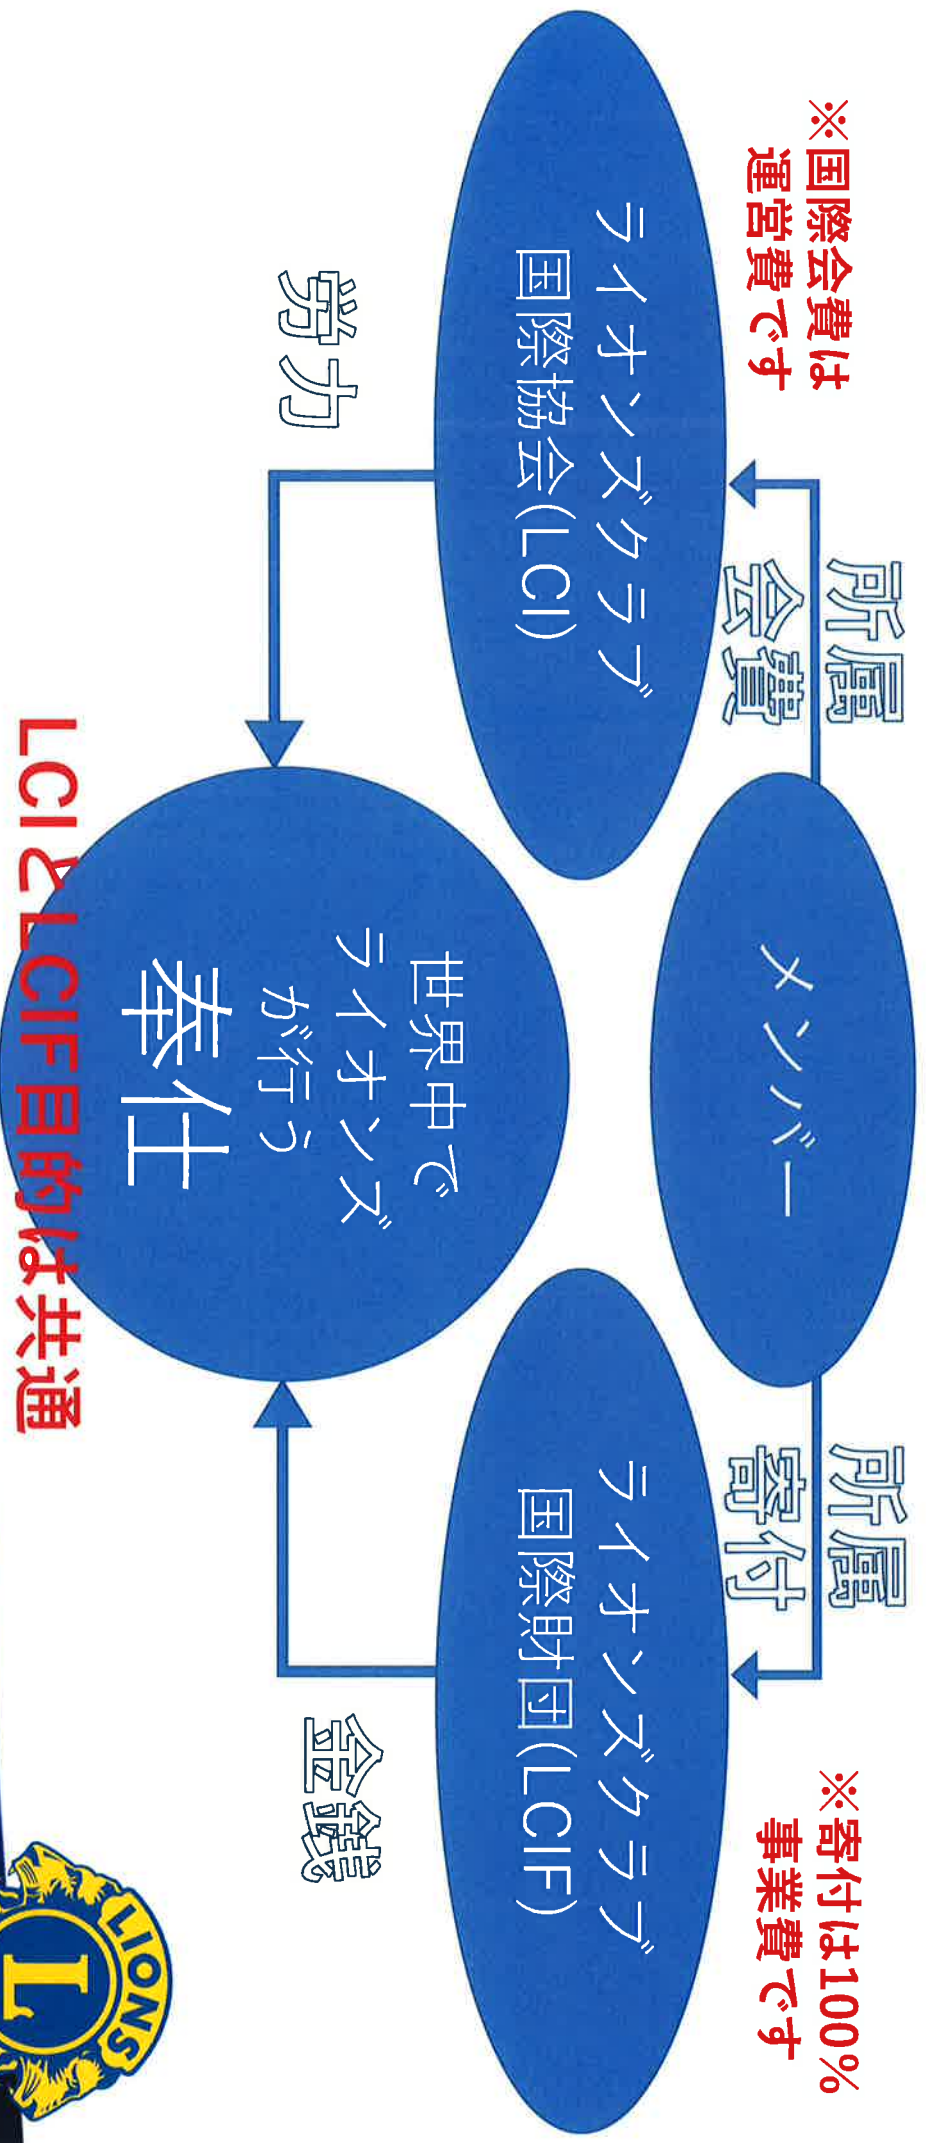 ※国際会費は
運営費です
所属
会費
メンバー
所属
寄付
※寄付は100%
事業費です
ライオンズクラブ
国際協会(LCI)
ライオンズクラブ
国際財団(LCIF)
労力
世界中で
ライオンズ
が行う
奉仕
金銭
LCIとLCIF目的は共通
LIONS
L